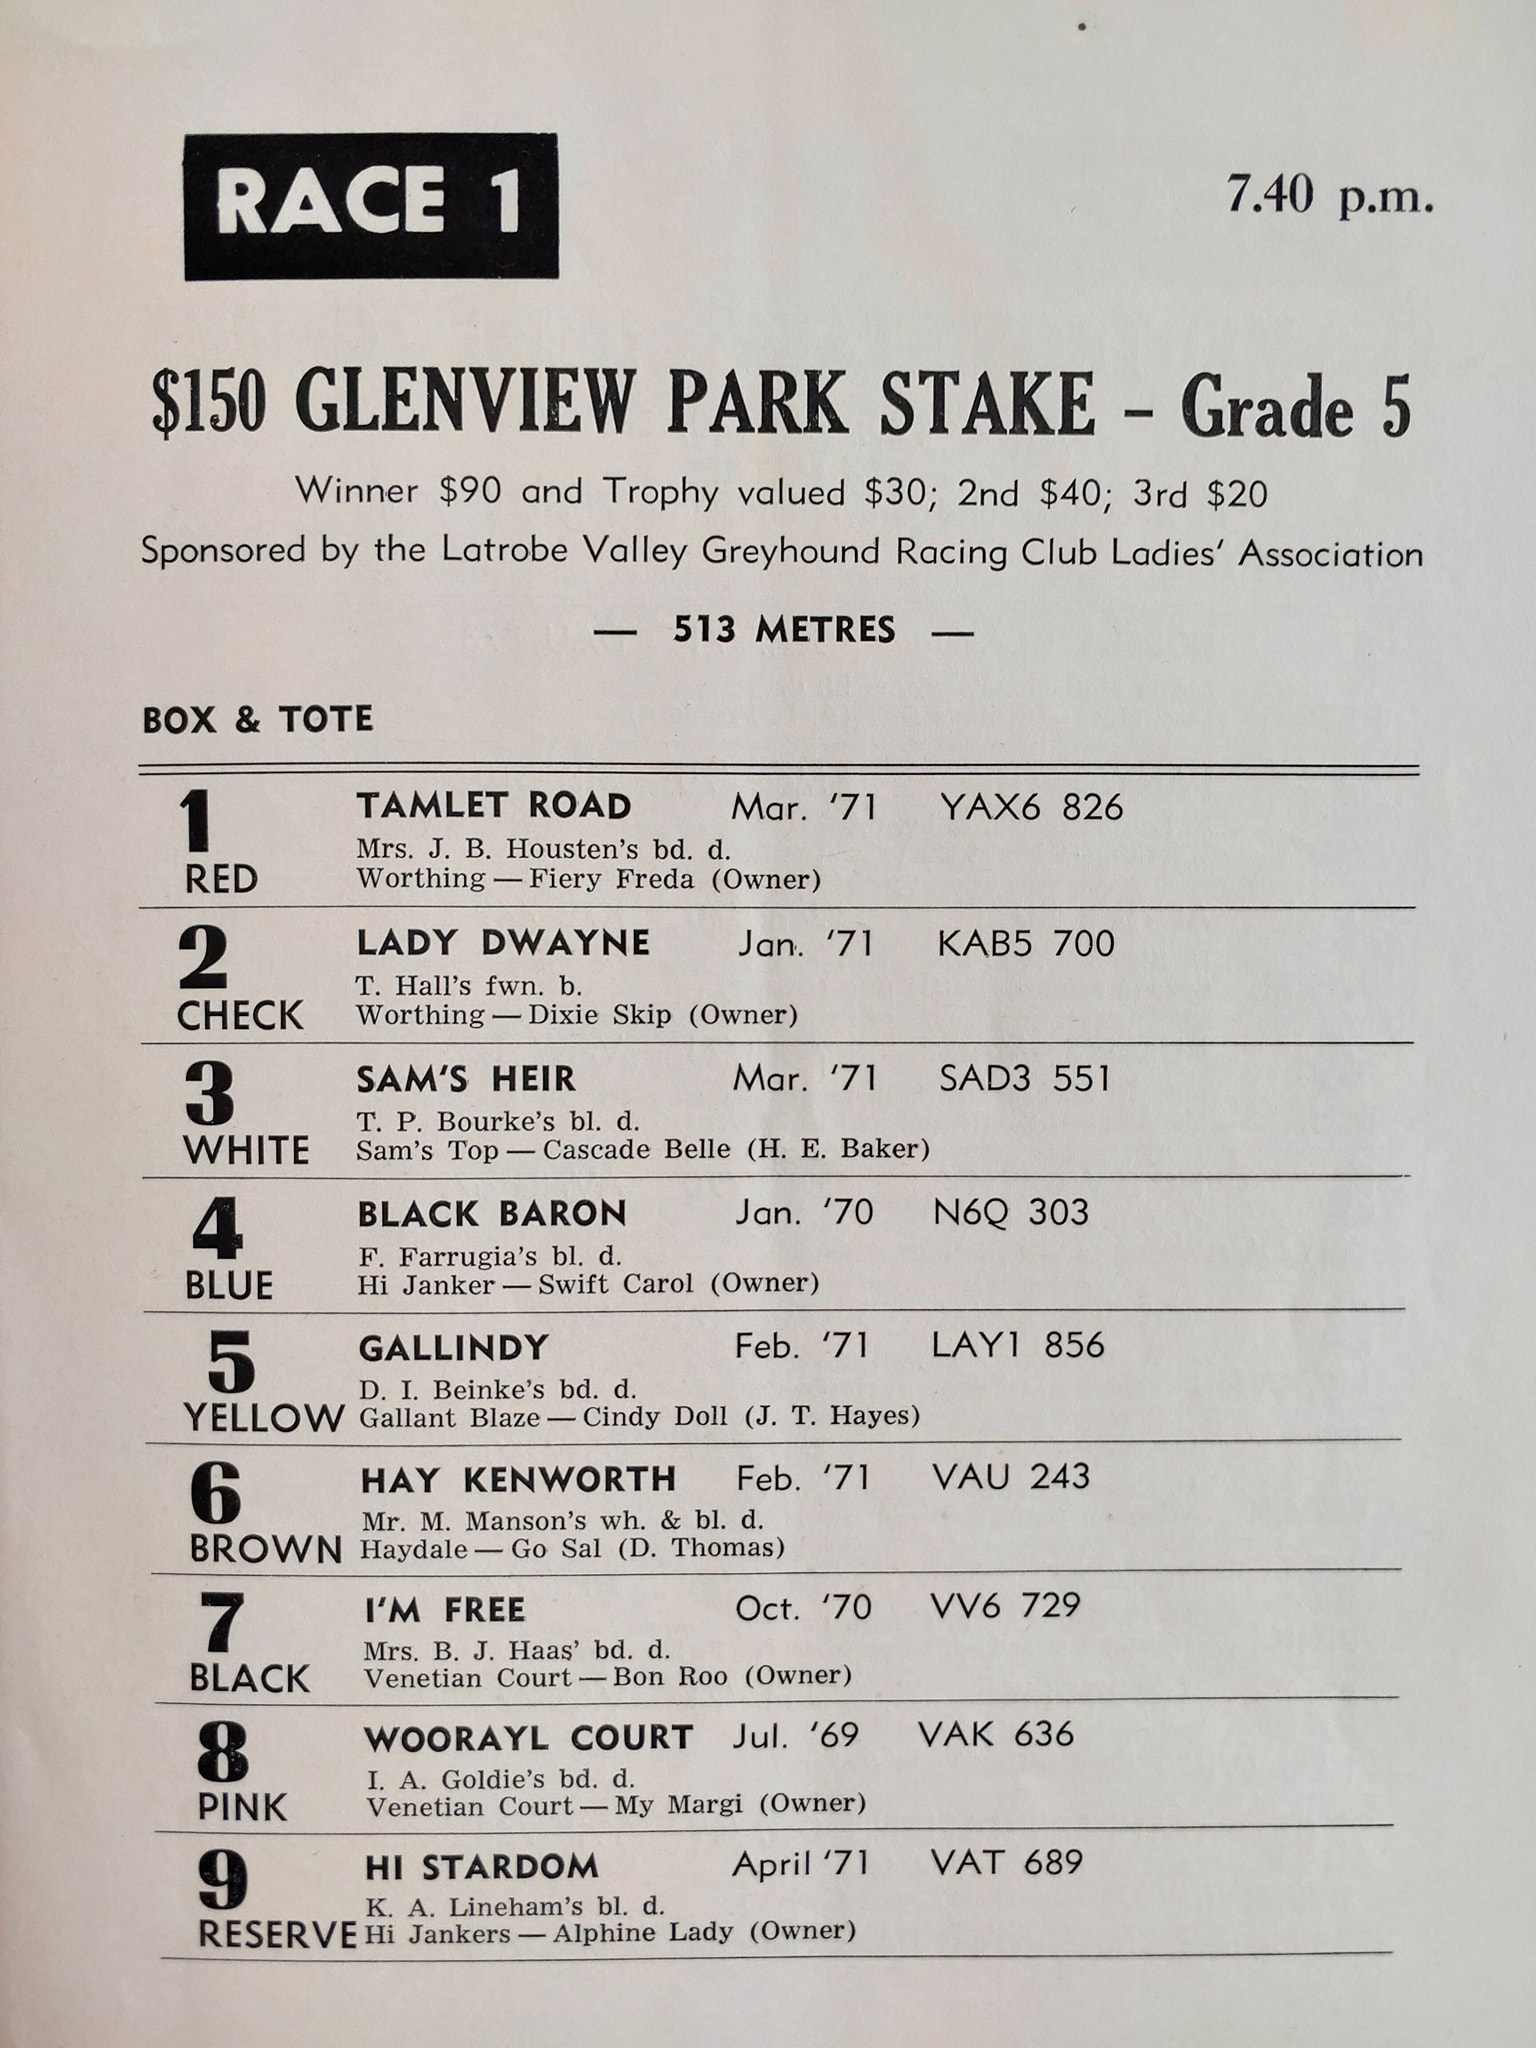 RACE 1
7.40 p.m.
$150 GLENVIEW PARK STAKE – Grade 5
Winner $90 and Trophy valued $30; 2nd $40; 3rd $20
Sponsored by the Latrobe Valley Greyhound Racing Club Ladies' Association
— 513 METRES —
BOX & TOTE
1 TAMLET ROAD Mar. '71 YAX6 826
Mrs. J. B. Housten's bd. d.
RED Worthing — Fiery Freda (Owner)
2 LADY DWAYNE Jan. '71 KAB5 700
T. Hall's fwn. b.
CHECK Worthing — Dixie Skip (Owner)
3 SAM'S HEIR Mar. '71 SAD3 551
T. P. Bourke's bl. d.
WHITE Sam's Top — Cascade Belle (H. E. Baker)
4 BLACK BARON Jan. '70 N6Q 303
F. Farrugia's bl. d.
BLUE Hi Janker — Swift Carol (Owner)
5 GALLINDY Feb. '71 LAY1 856
D. I. Beinke's bd. d.
YELLOW Gallant Blaze — Cindy Doll (J. T. Hayes)
6 HAY KENWORTH Feb. '71 VAU 243
Mr. M. Manson's wh. & bl. d.
BROWN Haydale — Go Sal (D. Thomas)
7 I'M FREE Oct. '70 VV6 729
Mrs. B. J. Haas' bd. d.
BLACK Venetian Court — Bon Roo (Owner)
8 WOORAYL COURT Jul. '69 VAK 636
I. A. Goldie's bd. d.
PINK Venetian Court — My Margi (Owner)
9 HI STARDOM April '71 VAT 689
K. A. Lineham's bl. d.
RESERVE Hi Jankers — Alphine Lady (Owner)